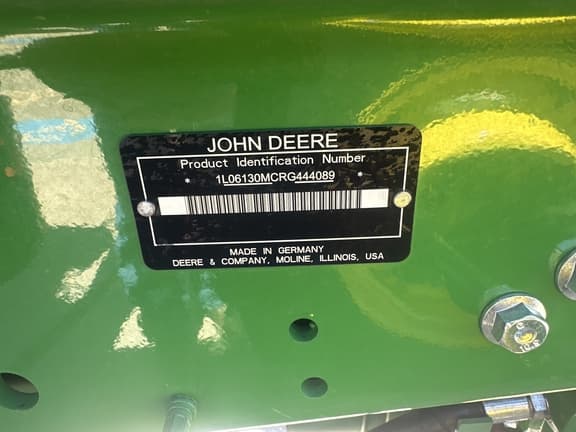 JOHN DEERE
Product Identification Number
* 1L06130MCRG444089 *
MADE IN GERMANY
DEERE & COMPANY, MOLINE, ILLINOIS, USA